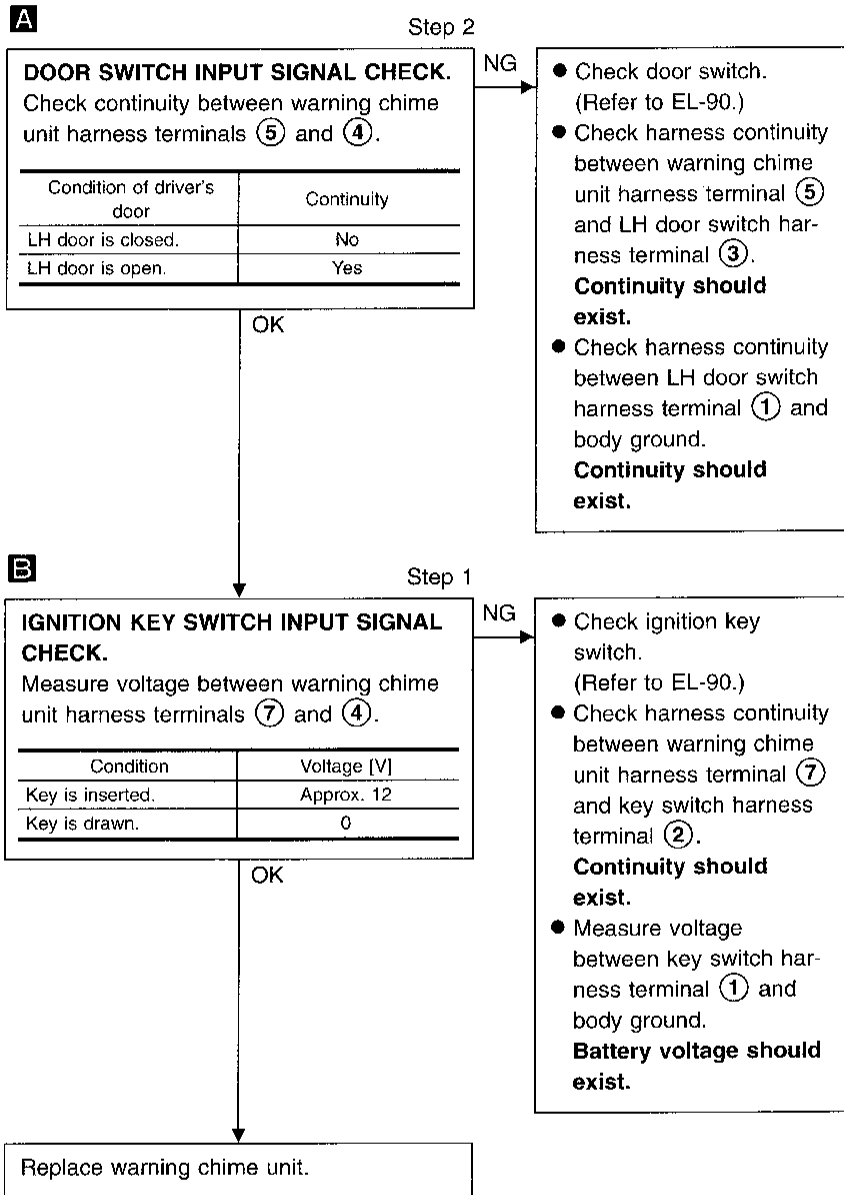 A
Step 2
DOOR SWITCH INPUT SIGNAL CHECK.
Check continuity between warning chime
unit harness terminals ⑤ and ④.
Condition of driver's
door
Continuity
LH door is closed. No
LH door is open. Yes
NG
● Check door switch.
(Refer to EL-90.)
● Check harness continuity
between warning chime
unit harness terminal ⑤
and LH door switch har-
ness terminal ③.
Continuity should
exist.
● Check harness continuity
between LH door switch
harness terminal ① and
body ground.
Continuity should
exist.
OK
B
Step 1
IGNITION KEY SWITCH INPUT SIGNAL
CHECK.
Measure voltage between warning chime
unit harness terminals ⑦ and ④.
Condition Voltage [V]
Key is inserted. Approx. 12
Key is drawn. 0
NG
● Check ignition key
switch.
(Refer to EL-90.)
● Check harness continuity
between warning chime
unit harness terminal ⑦
and key switch harness
terminal ②.
Continuity should
exist.
● Measure voltage
between key switch har-
ness terminal ① and
body ground.
Battery voltage should
exist.
OK
Replace warning chime unit.